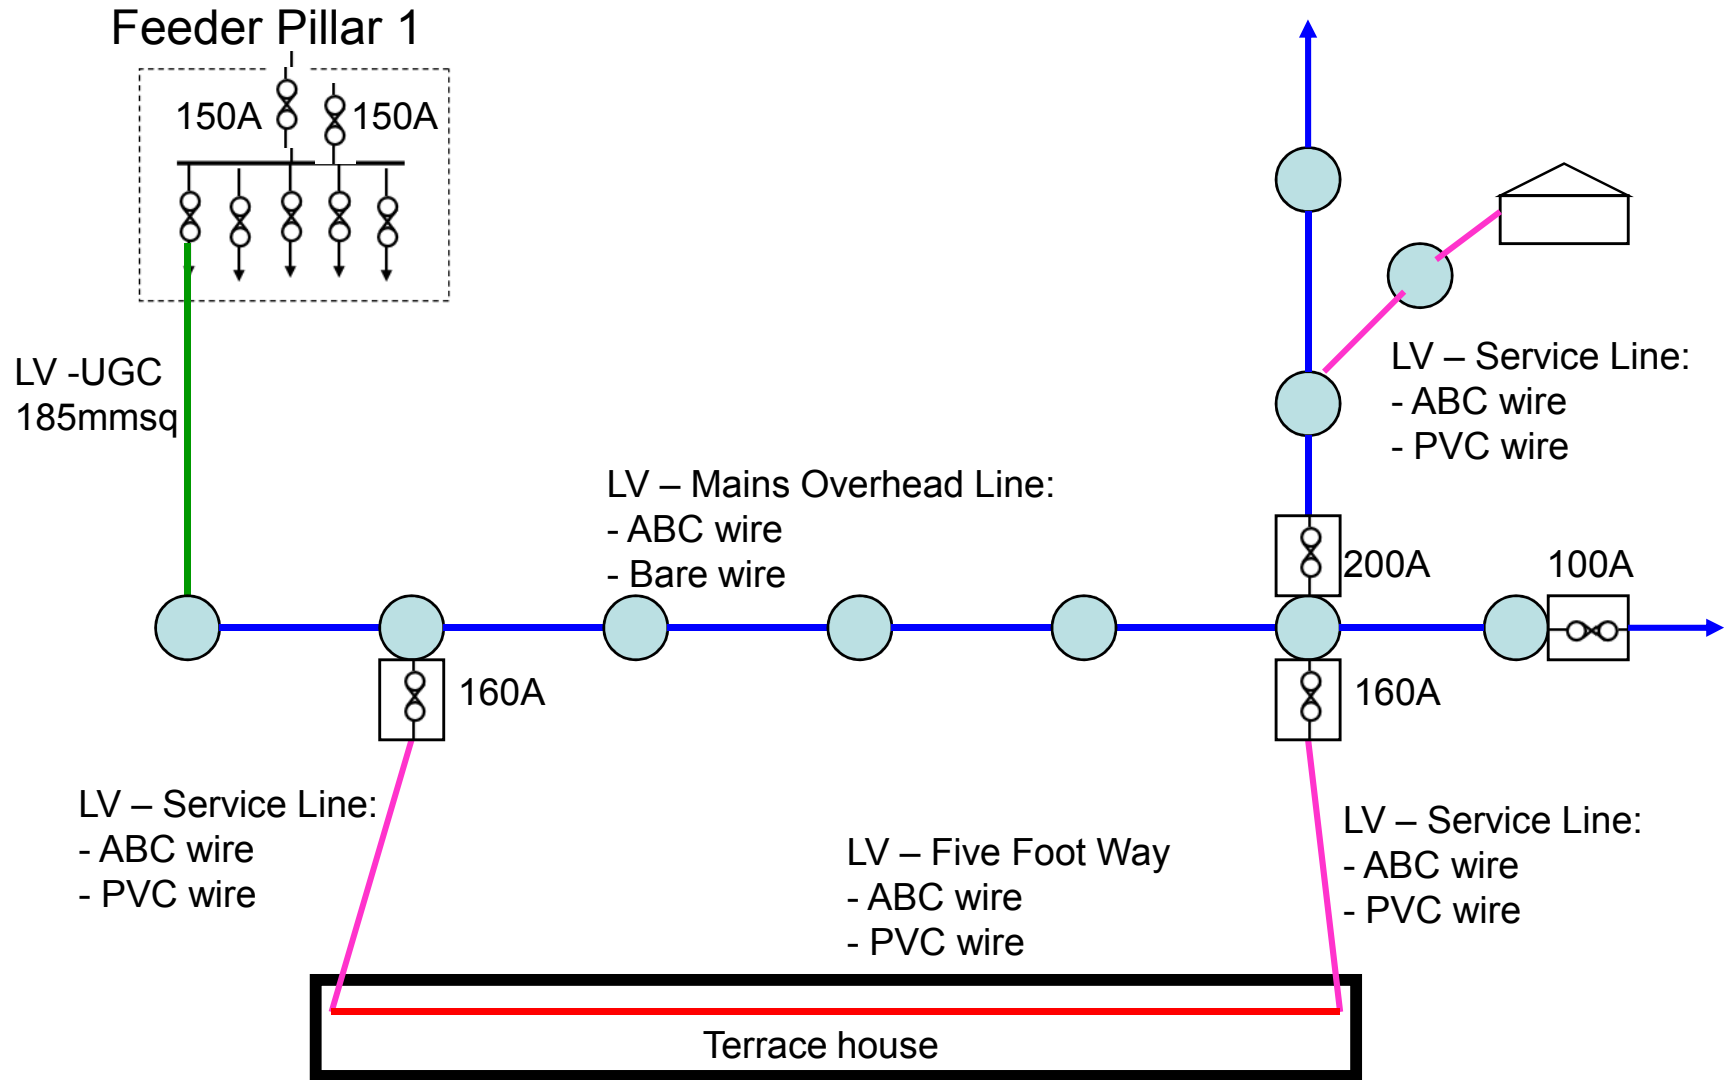 Feeder Pillar 1
150A
150A
LV -UGC
185mmsq
LV – Mains Overhead Line:
- ABC wire
- Bare wire
LV – Service Line:
- ABC wire
- PVC wire
200A
100A
160A
160A
LV – Service Line:
- ABC wire
- PVC wire
LV – Five Foot Way
- ABC wire
- PVC wire
LV – Service Line:
- ABC wire
- PVC wire
Terrace house